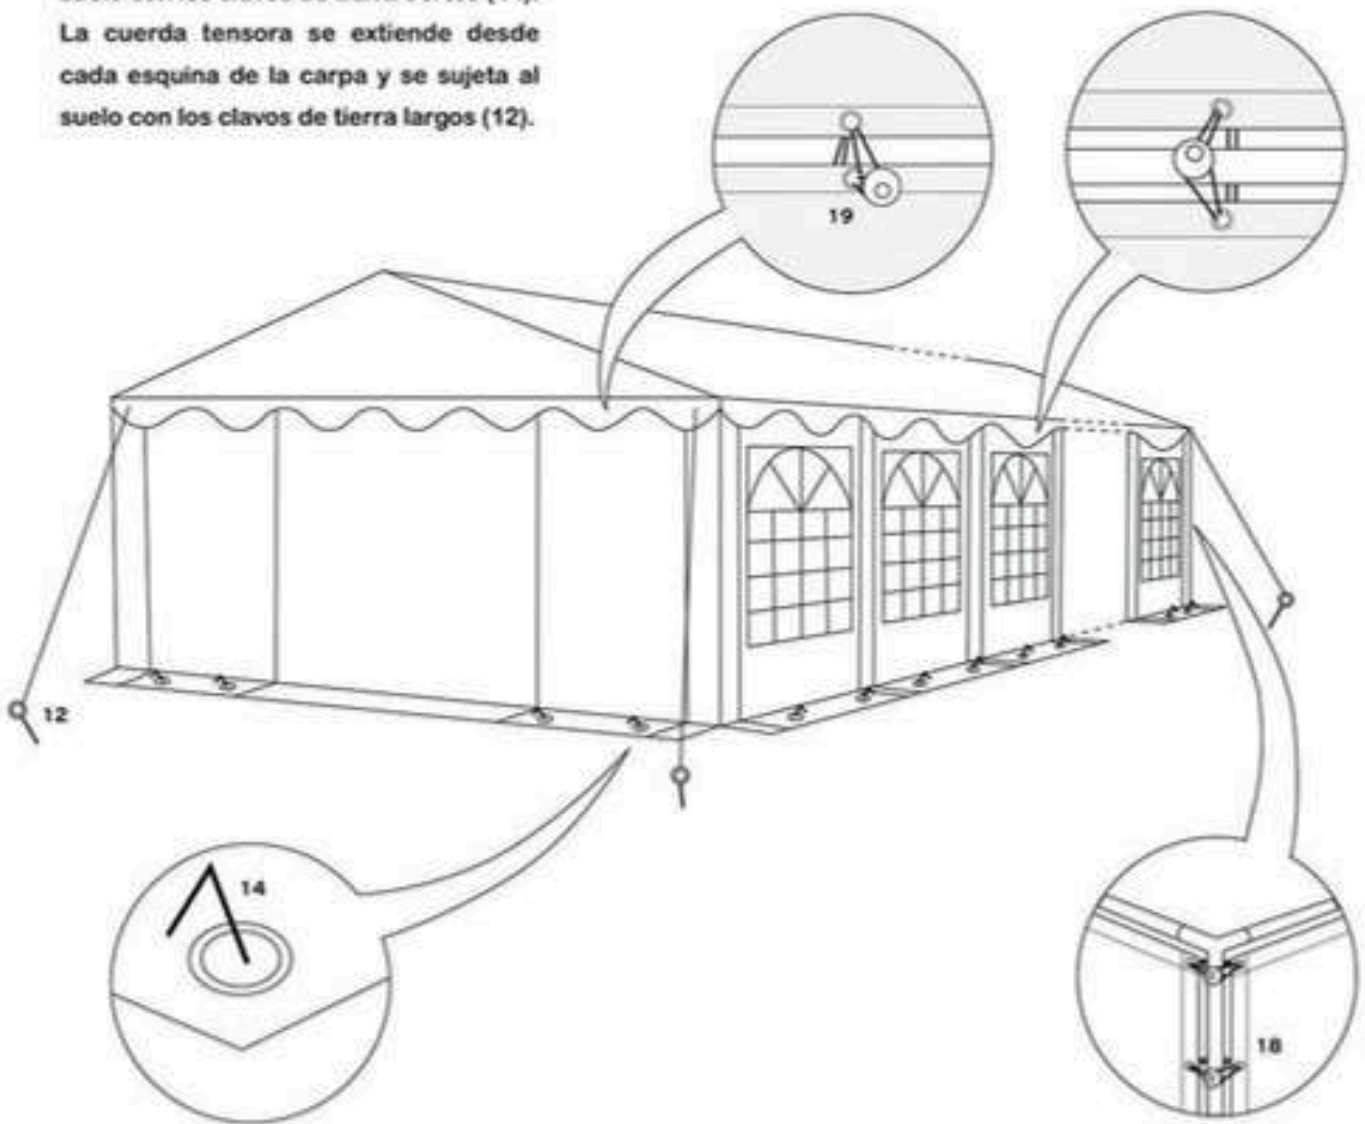 La cuerda tensora se extiende desde
cada esquina de la carpa y se sujeta al
suelo con los clavos de tierra largos (12).
19
12
14
18